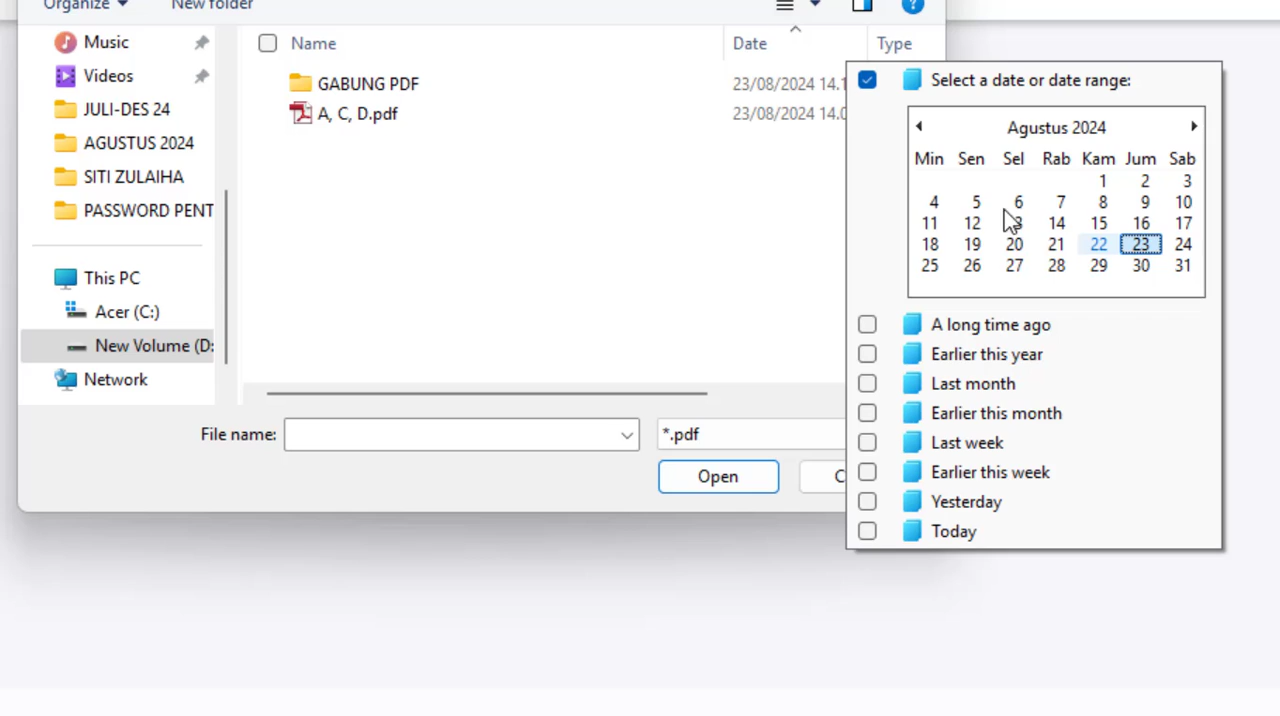 Organize
New folder
Music
Videos
JULI-DES 24
AGUSTUS 2024
SITI ZULAIHA
PASSWORD PENT
This PC
Acer (C:)
New Volume (D:
Network
Name
Date
Type
GABUNG PDF
23/08/2024 14.1
A, C, D.pdf
23/08/2024 14.0
File name:
*.pdf
Open
C
Select a date or date range:
Agustus 2024
Min Sen Sel Rab Kam Jum Sab
1 2 3
4 5 6 7 8 9 10
11 12 14 15 16 17
18 19 20 21 22 23 24
25 26 27 28 29 30 31
A long time ago
Earlier this year
Last month
Earlier this month
Last week
Earlier this week
Yesterday
Today